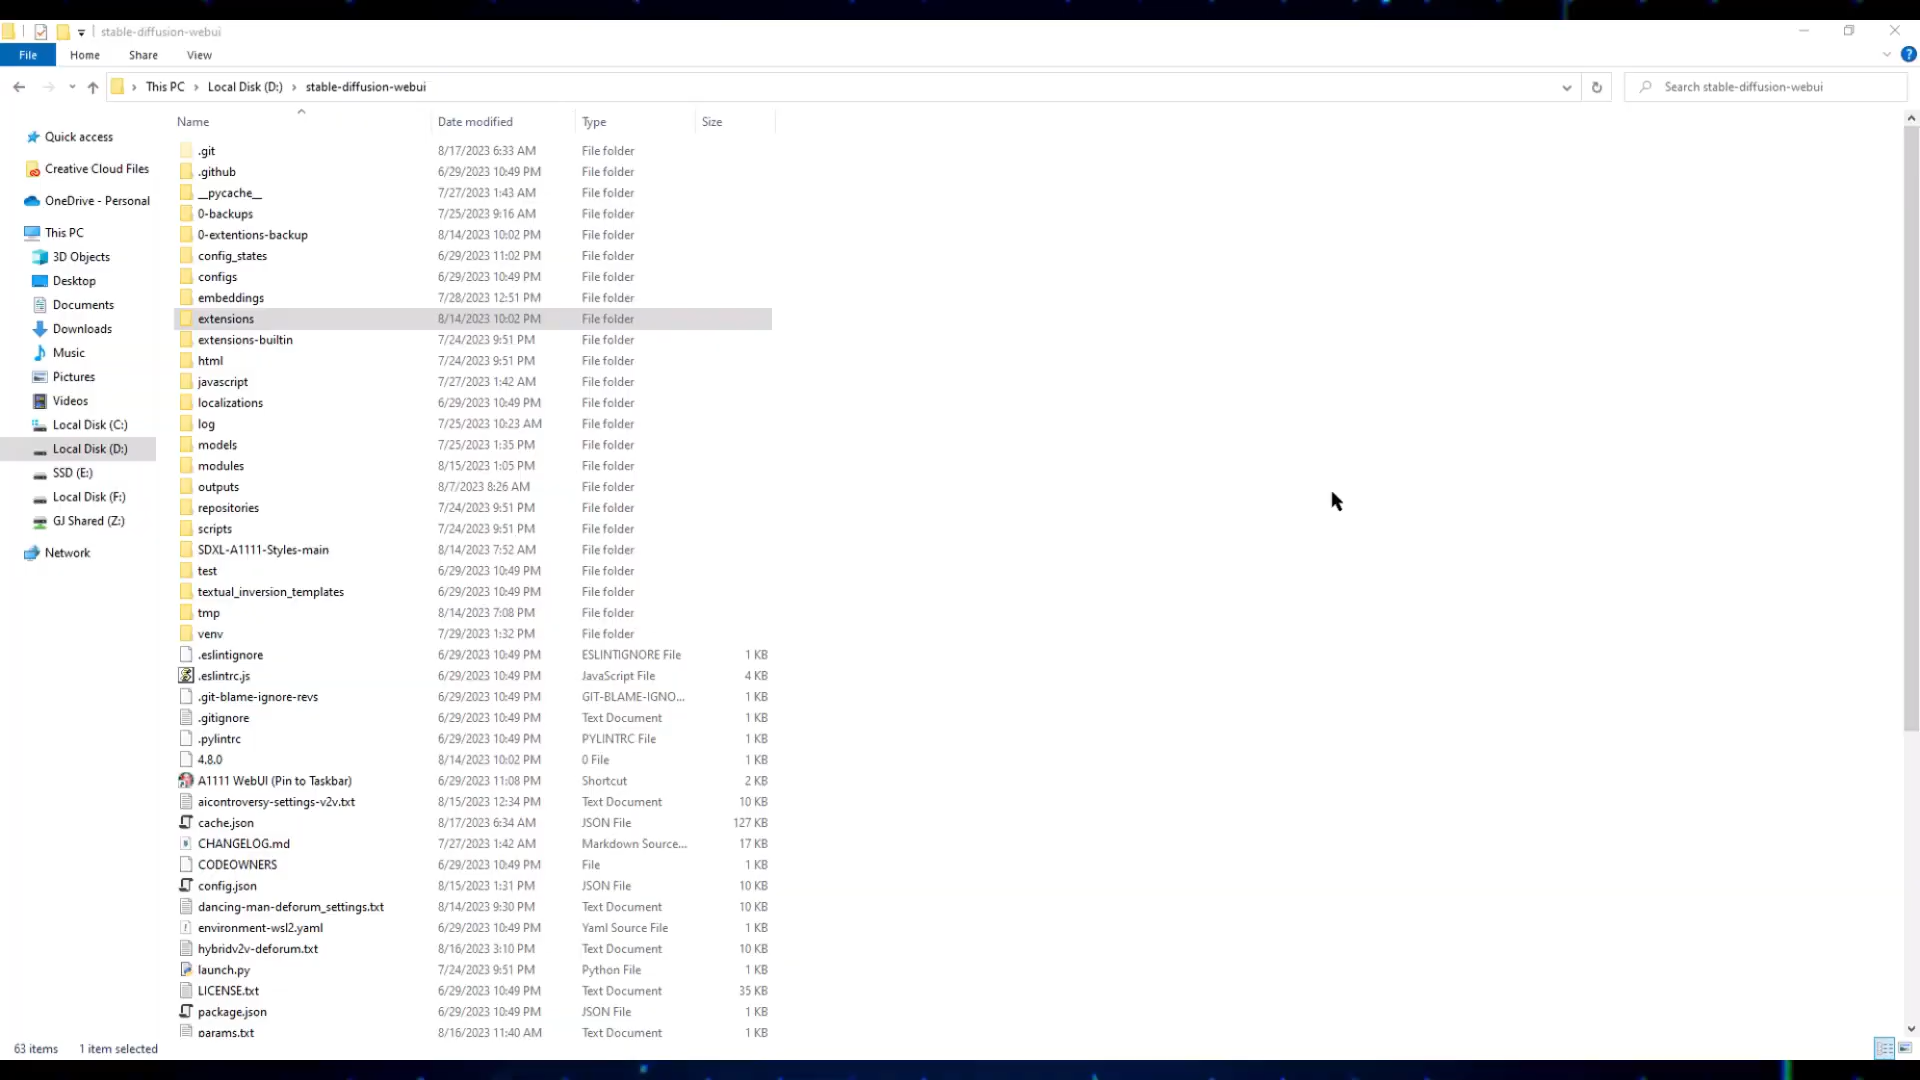 stable-diffusion-webui
File Home Share View
This PC Local Disk (D:) stable-diffusion-webui Search stable-diffusion-webui
Name Date modified Type Size
Quick access
Creative Cloud Files
OneDrive - Personal
This PC
3D Objects
Desktop
Documents
Downloads
Music
Pictures
Videos
Local Disk (C:)
Local Disk (D:)
SSD (E:)
Local Disk (F:)
GJ Shared (Z:)
Network
.git 8/17/2023 6:33 AM File folder
.github 6/29/2023 10:49 PM File folder
__pycache__ 7/27/2023 1:43 AM File folder
0-backups 7/25/2023 9:16 AM File folder
0-extentions-backup 8/14/2023 10:02 PM File folder
config_states 6/29/2023 11:02 PM File folder
configs 6/29/2023 10:49 PM File folder
embeddings 7/28/2023 12:51 PM File folder
extensions 8/14/2023 10:02 PM File folder
extensions-builtin 7/24/2023 9:51 PM File folder
html 7/24/2023 9:51 PM File folder
javascript 7/27/2023 1:42 AM File folder
localizations 6/29/2023 10:49 PM File folder
log 7/25/2023 10:23 AM File folder
models 7/25/2023 1:35 PM File folder
modules 8/15/2023 1:05 PM File folder
outputs 8/7/2023 8:26 AM File folder
repositories 7/24/2023 9:51 PM File folder
scripts 7/24/2023 9:51 PM File folder
SDXL-A1111-Styles-main 8/14/2023 7:52 AM File folder
test 6/29/2023 10:49 PM File folder
textual_inversion_templates 6/29/2023 10:49 PM File folder
tmp 8/14/2023 7:08 PM File folder
venv 7/29/2023 1:32 PM File folder
.eslintignore 6/29/2023 10:49 PM ESLINTIGNORE File 1 KB
.eslintrc.js 6/29/2023 10:49 PM JavaScript File 4 KB
.git-blame-ignore-revs 6/29/2023 10:49 PM GIT-BLAME-IGNO... 1 KB
.gitignore 6/29/2023 10:49 PM Text Document 1 KB
.pylintrc 6/29/2023 10:49 PM PYLINTRC File 1 KB
4.8.0 8/14/2023 10:02 PM 0 File 1 KB
A1111 WebUI (Pin to Taskbar) 6/29/2023 11:08 PM Shortcut 2 KB
aicontroversy-settings-v2v.txt 8/15/2023 12:34 PM Text Document 10 KB
cache.json 8/17/2023 6:34 AM JSON File 127 KB
CHANGELOG.md 7/27/2023 1:42 AM Markdown Source... 17 KB
CODEOWNERS 6/29/2023 10:49 PM File 1 KB
config.json 8/15/2023 1:31 PM JSON File 10 KB
dancing-man-deforum_settings.txt 8/14/2023 9:30 PM Text Document 10 KB
environment-wsl2.yaml 6/29/2023 10:49 PM Yaml Source File 1 KB
hybridv2v-deforum.txt 8/16/2023 3:10 PM Text Document 10 KB
launch.py 7/24/2023 9:51 PM Python File 1 KB
LICENSE.txt 6/29/2023 10:49 PM Text Document 35 KB
package.json 6/29/2023 10:49 PM JSON File 1 KB
params.txt 8/16/2023 11:40 AM Text Document 1 KB
63 items 1 item selected